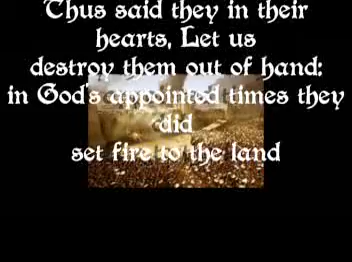 Thus said they in their
hearts, Let us
destroy them out of hand:
in God's appointed times they
did
set fire to the land